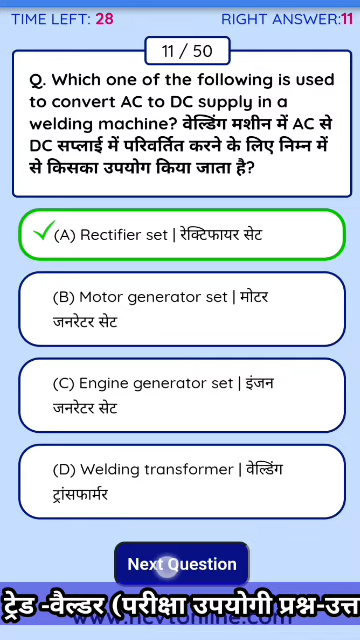 TIME LEFT: 28 RIGHT ANSWER:11
11 / 50
Q. Which one of the following is used
to convert AC to DC supply in a
welding machine? वेल्डिंग मशीन में AC से
DC सप्लाई में परिवर्तित करने के लिए निम्न में
से किसका उपयोग किया जाता है?
(A) Rectifier set | रेक्टिफायर सेट
(B) Motor generator set | मोटर
जनरेटर सेट
(C) Engine generator set | इंजन
जनरेटर सेट
(D) Welding transformer | वेल्डिंग
ट्रांसफार्मर
Next Question
ट्रेड -वैल्डर (परीक्षा उपयोगी प्रश्न-उत्त
www.ncvtonline.com